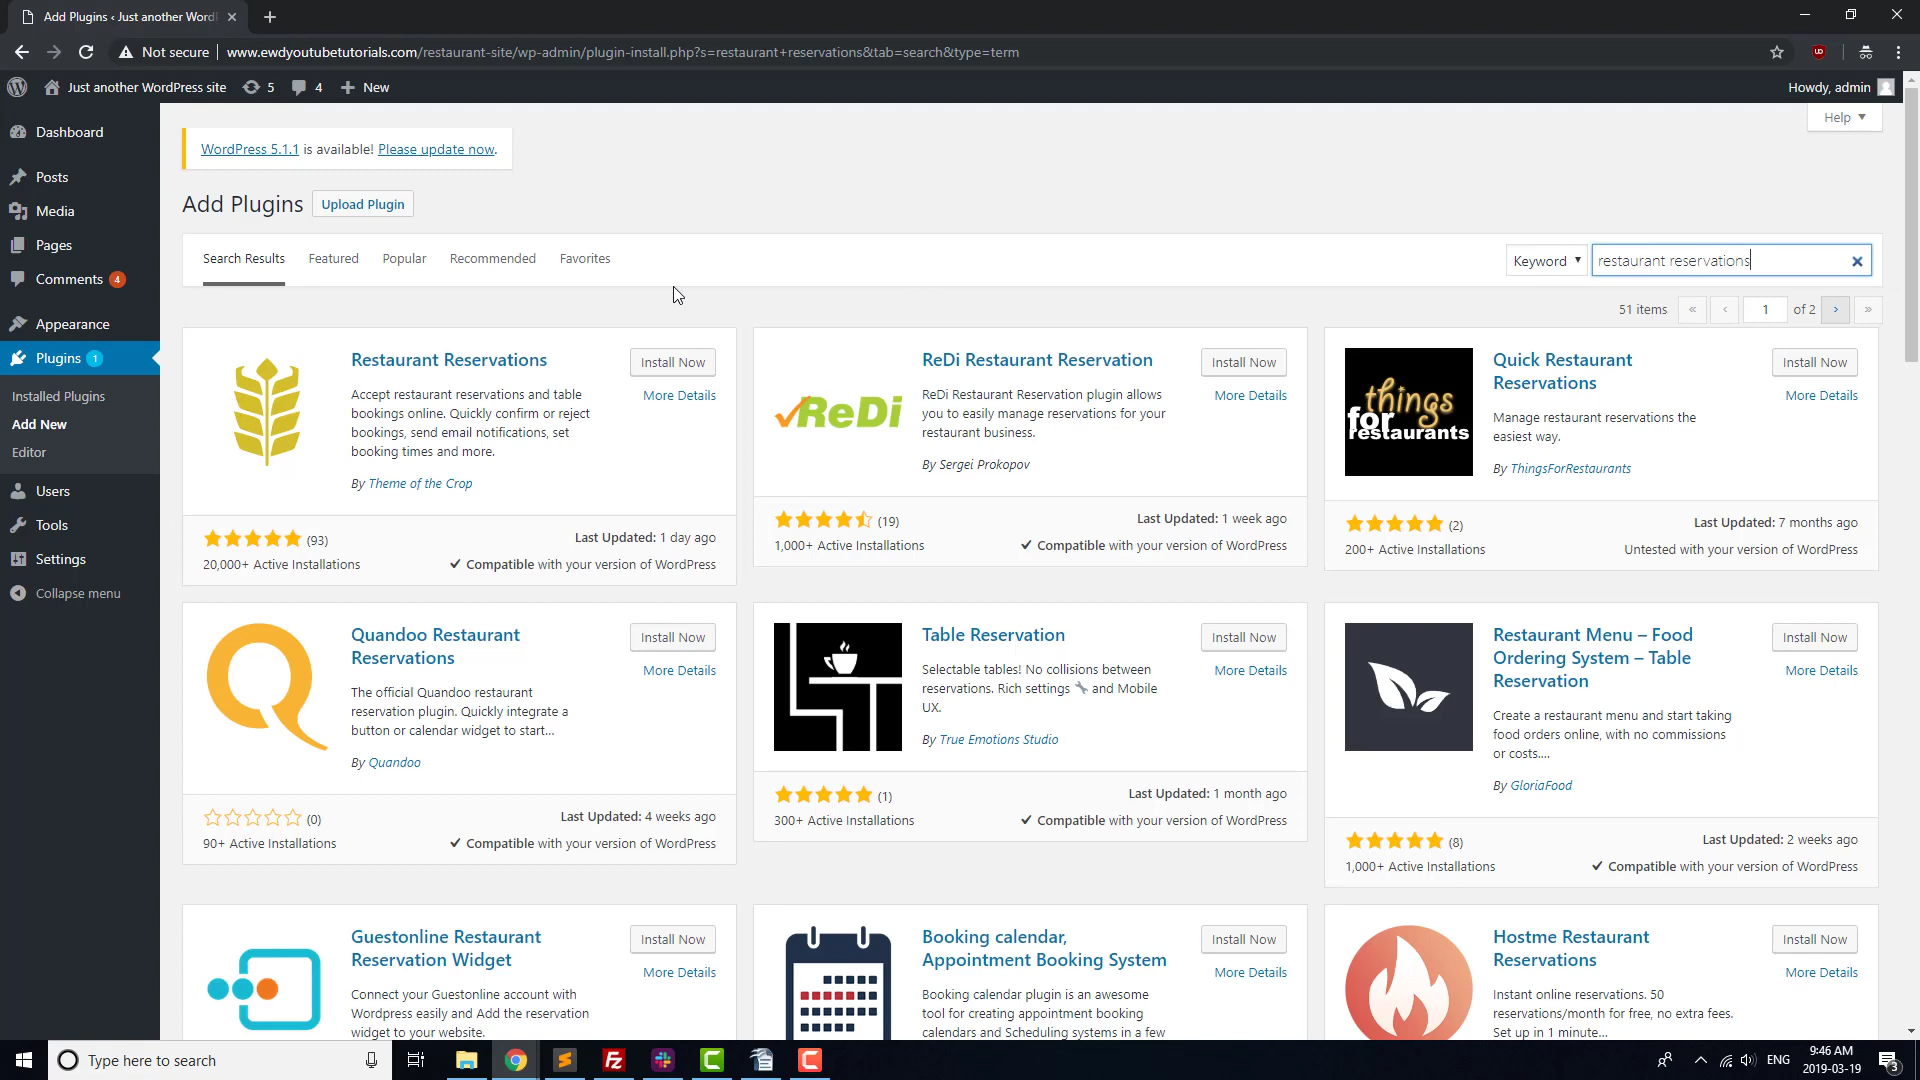 Add Plugins ‹ Just another Word
Not secure
www.ewdyoutubetutorials.com/restaurant-site/wp-admin/plugin-install.php?s=restaurant+reservations&tab=search&type=term
Just another WordPress site
5
4
New
Howdy, admin
Dashboard
Posts
Media
Pages
Comments 4
Appearance
Plugins 1
Installed Plugins
Add New
Editor
Users
Tools
Settings
Collapse menu
Help
WordPress 5.1.1 is available! Please update now.
Add Plugins
Upload Plugin
Search Results
Featured
Popular
Recommended
Favorites
Keyword
restaurant reservations
51 items
«
‹
1
of 2
›
»
Restaurant Reservations
Install Now
More Details
Accept restaurant reservations and table
bookings online. Quickly confirm or reject
bookings, send email notifications, set
booking times and more.
By Theme of the Crop
(93)
20,000+ Active Installations
Last Updated: 1 day ago
Compatible with your version of WordPress
ReDi
ReDi Restaurant Reservation
Install Now
More Details
ReDi Restaurant Reservation plugin allows
you to easily manage reservations for your
restaurant business.
By Sergei Prokopov
(19)
1,000+ Active Installations
Last Updated: 1 week ago
Compatible with your version of WordPress
things
for
restaurants
Quick Restaurant
Reservations
Install Now
More Details
Manage restaurant reservations the
easiest way.
By ThingsForRestaurants
(2)
200+ Active Installations
Last Updated: 7 months ago
Untested with your version of WordPress
Quandoo Restaurant
Reservations
Install Now
More Details
The official Quandoo restaurant
reservation plugin. Quickly integrate a
button or calendar widget to start...
By Quandoo
(0)
90+ Active Installations
Last Updated: 4 weeks ago
Compatible with your version of WordPress
Table Reservation
Install Now
More Details
Selectable tables! No collisions between
reservations. Rich settings 🔧 and Mobile
UX.
By True Emotions Studio
(1)
300+ Active Installations
Last Updated: 1 month ago
Compatible with your version of WordPress
Restaurant Menu – Food
Ordering System – Table
Reservation
Install Now
More Details
Create a restaurant menu and start taking
food orders online, with no commissions
or costs....
By GloriaFood
(8)
1,000+ Active Installations
Last Updated: 2 weeks ago
Compatible with your version of WordPress
Guestonline Restaurant
Reservation Widget
Install Now
More Details
Connect your Guestonline account with
Wordpress easily and Add the reservation
widget to your website.
Booking calendar,
Appointment Booking System
Install Now
More Details
Booking calendar plugin is an awesome
tool for creating appointment booking
calendars and Scheduling systems in a few
Hostme Restaurant
Reservations
Install Now
More Details
Instant online reservations. 50
reservations/month for free, no extra fees.
Set up in 1 minute...
Type here to search
ENG
9:46 AM
2019-03-19
3